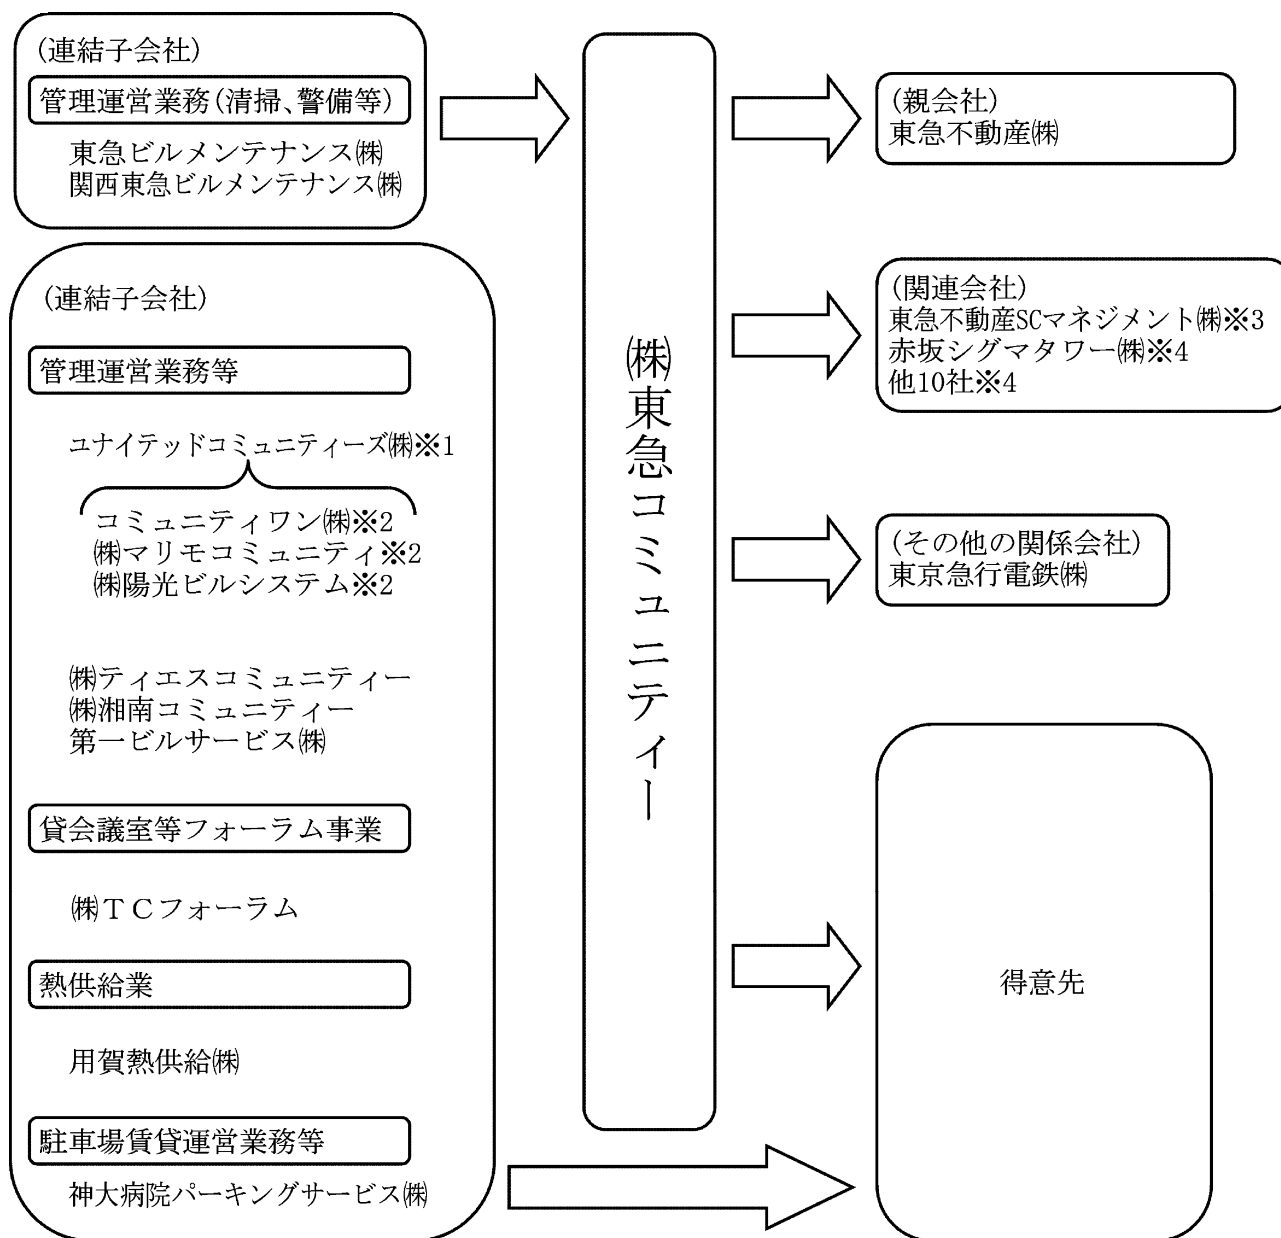 (連結子会社)
管理運営業務(清掃、警備等)
東急ビルメンテナンス㈱
関西東急ビルメンテナンス㈱
(連結子会社)
管理運営業務等
ユナイテッドコミュニティーズ㈱※1
コミュニティワン㈱※2
㈱マリモコミュニティ※2
㈱陽光ビルシステム※2
㈱ティエスコミュニティー
㈱湘南コミュニティー
第一ビルサービス㈱
貸会議室等フォーラム事業
㈱ＴＣフォーラム
熱供給業
用賀熱供給㈱
駐車場賃貸運営業務等
神大病院パーキングサービス㈱
㈱東急コミュニティー
(親会社)
東急不動産㈱
(関連会社)
東急不動産SCマネジメント㈱※3
赤坂シグマタワー㈱※4
他10社※4
(その他の関係会社)
東京急行電鉄㈱
得意先